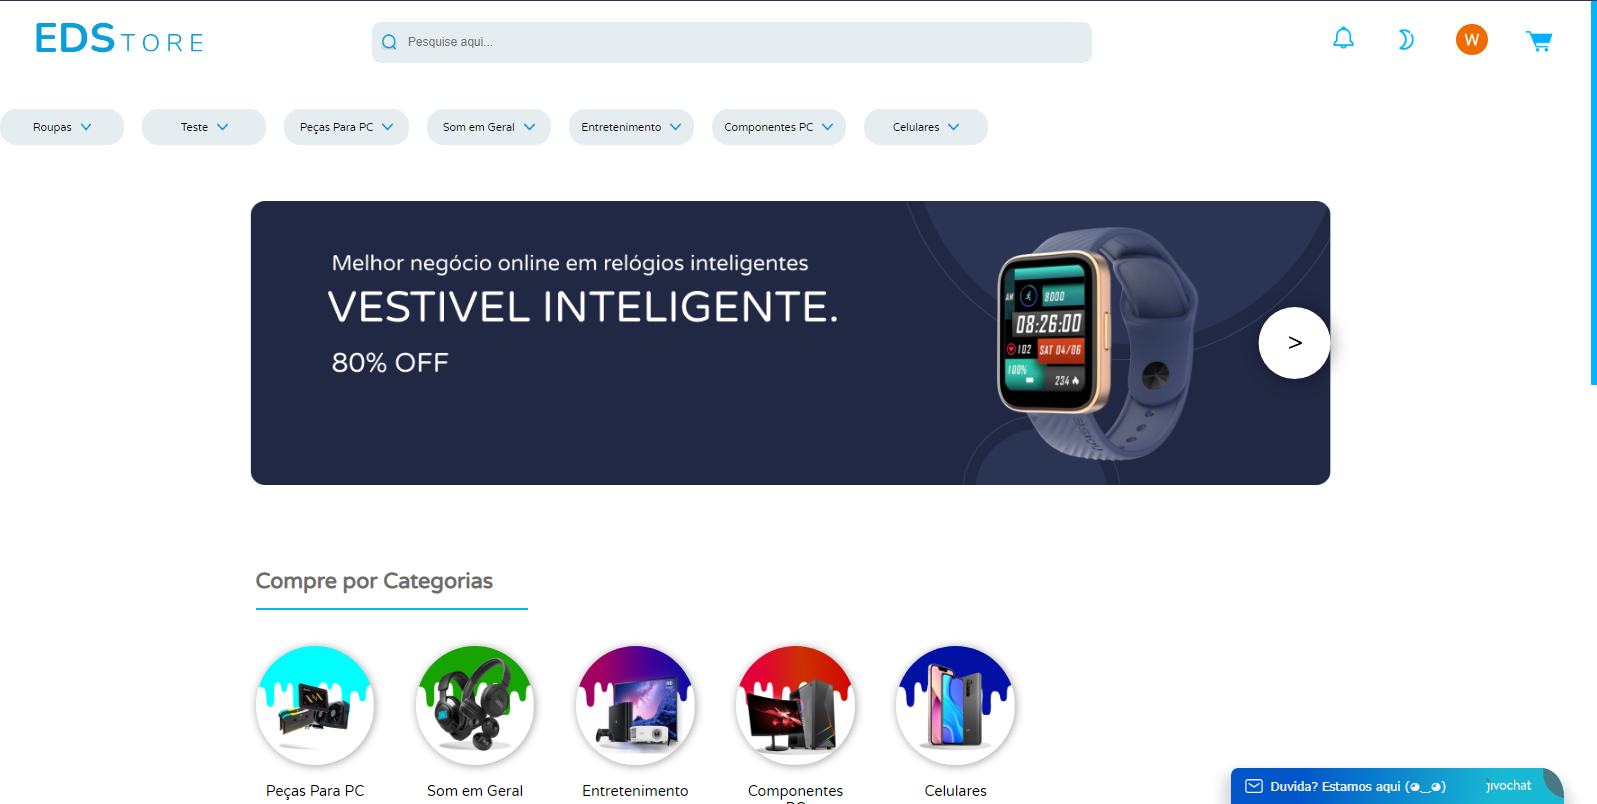 EDSTORE
Pesquise aqui...
W
Roupas
Teste
Peças Para PC
Som em Geral
Entretenimento
Componentes PC
Celulares
Melhor negócio online em relógios inteligentes
VESTIVEL INTELIGENTE.
80% OFF
AM
8000
08:26:00
102
SAT 04/06
100%
234
>
Compre por Categorias
Peças Para PC
Som em Geral
Entretenimento
Componentes
PC
Celulares
Duvida? Estamos aqui (◕‿◕)
jivochat